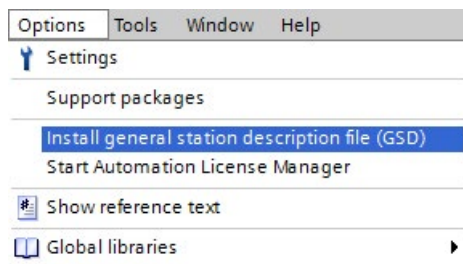 Options Tools Window Help
Settings
Support packages
Install general station description file (GSD)
Start Automation License Manager
Show reference text
Global libraries